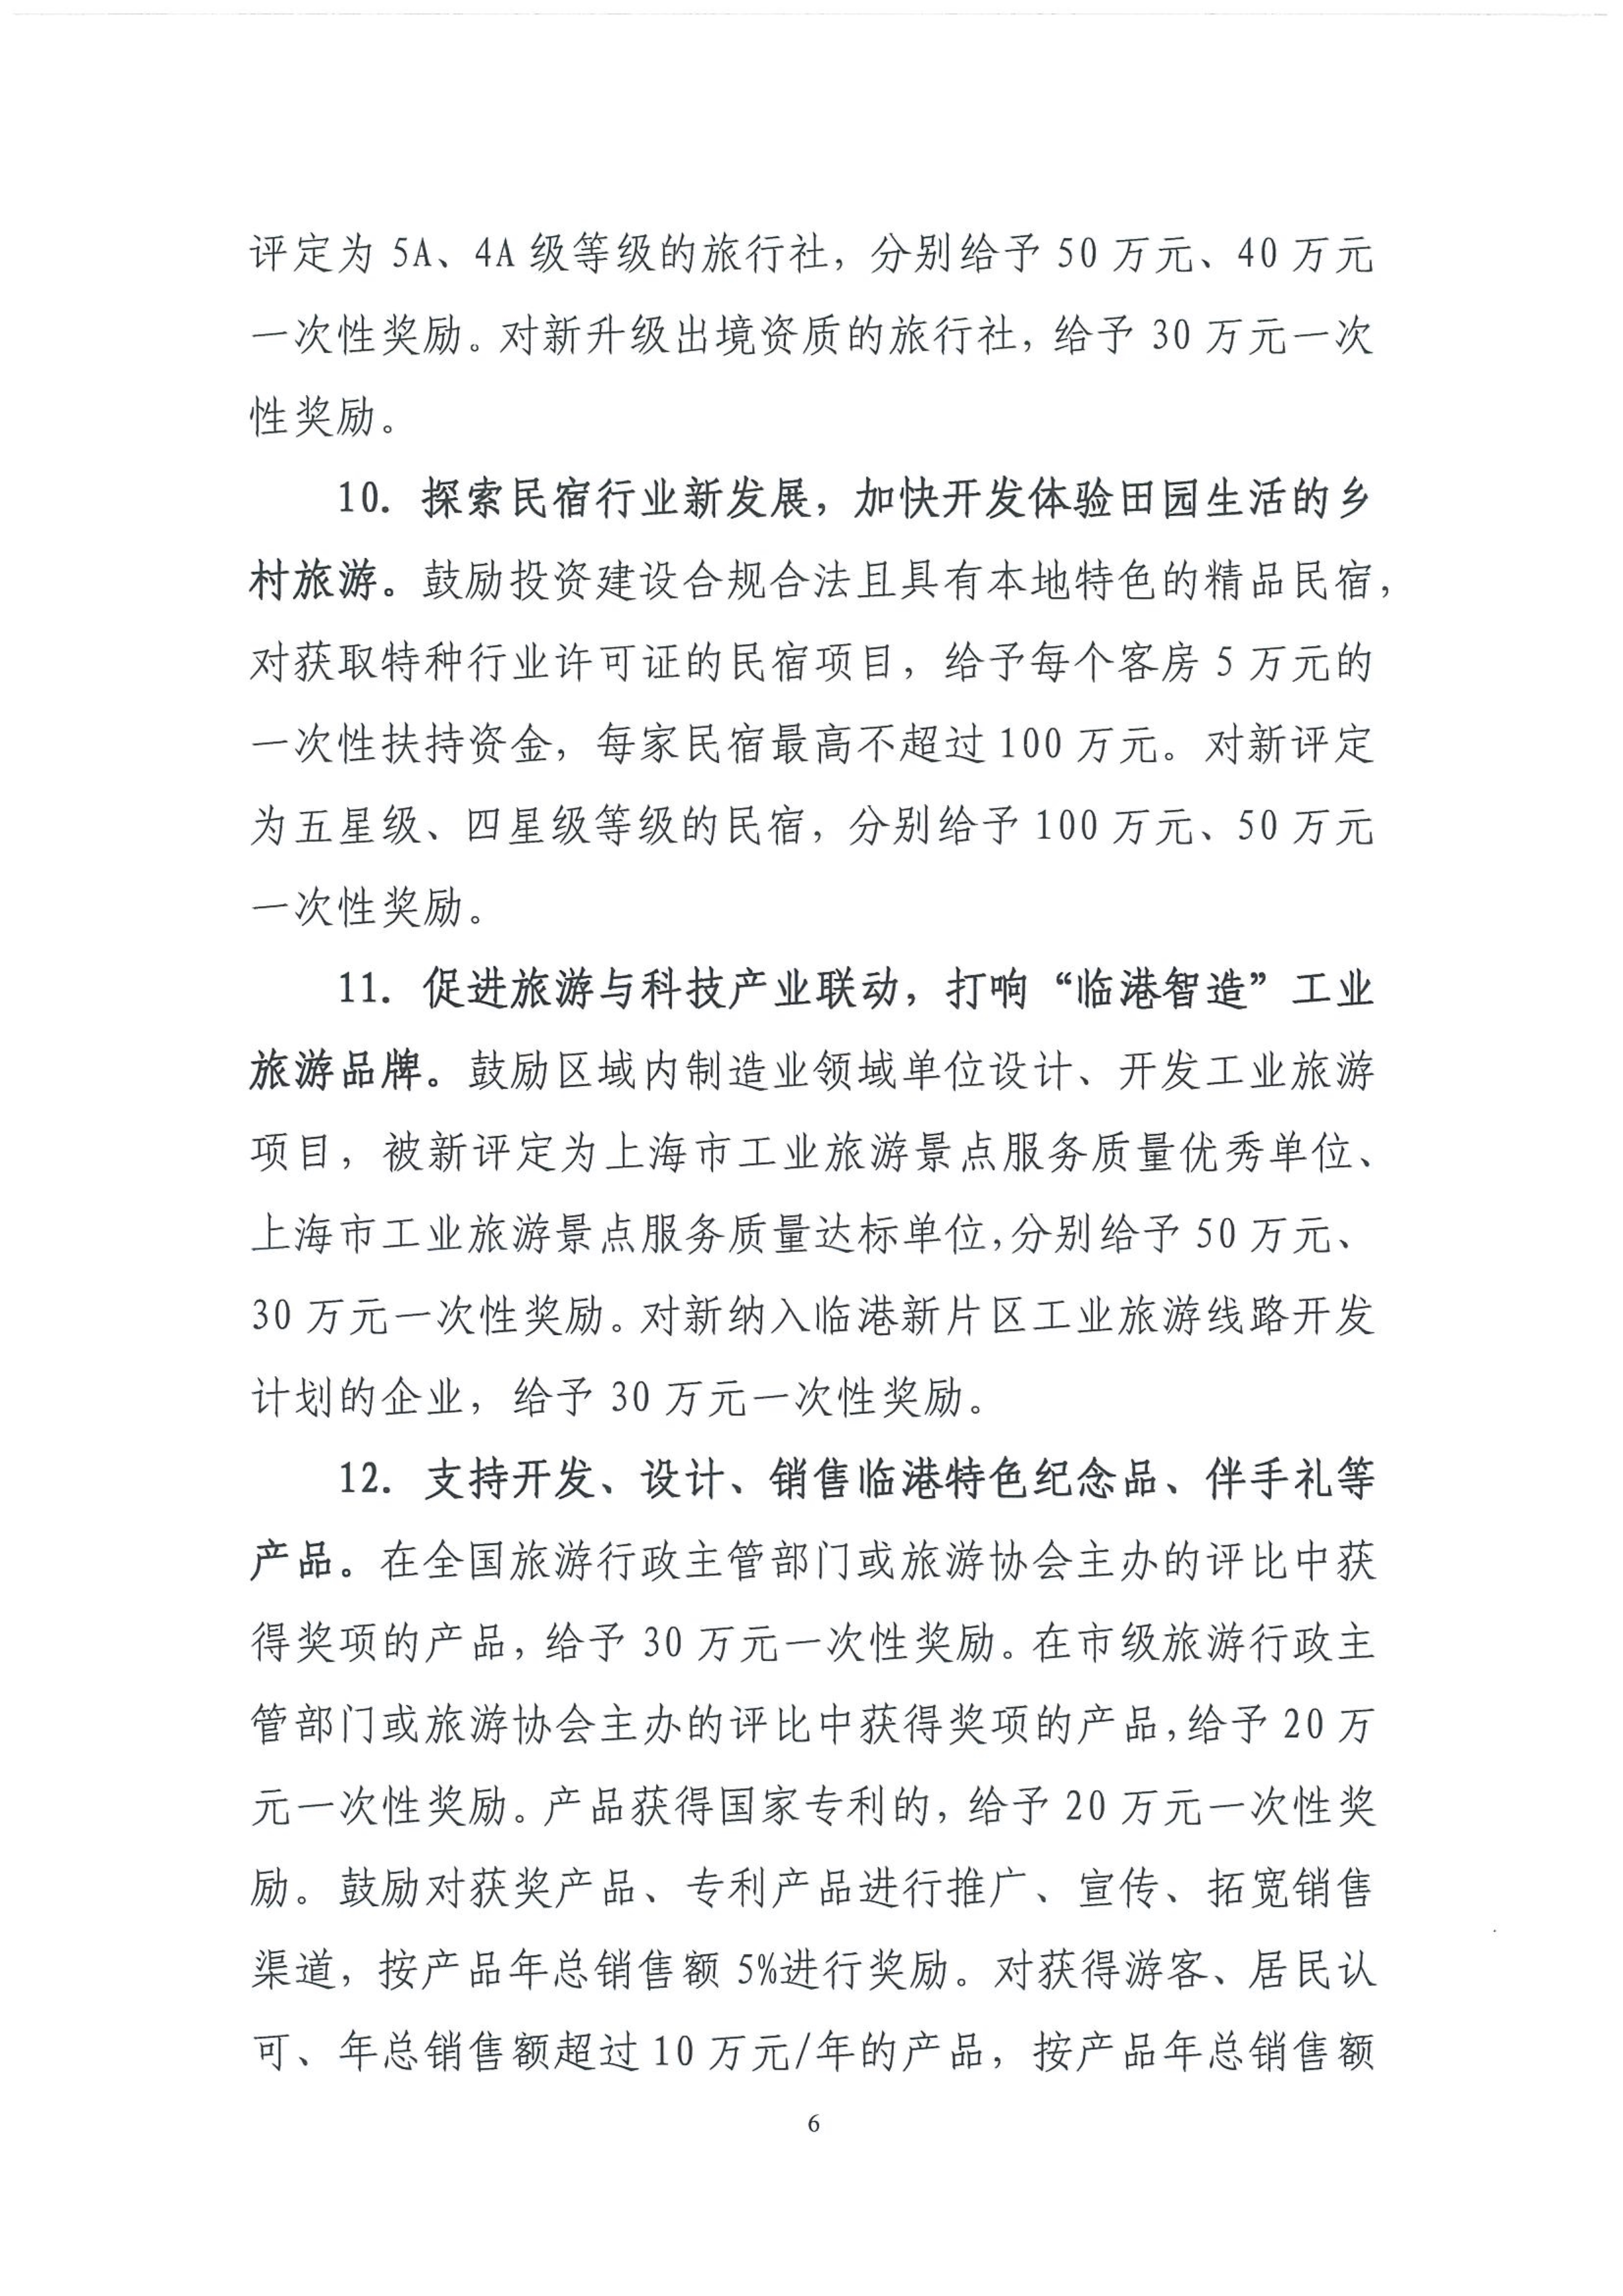 评定为 5A、4A 级等级的旅行社，分别给予 50 万元、40 万元
一次性奖励。对新升级出境资质的旅行社，给予 30 万元一次
性奖励。
10. 探索民宿行业新发展，加快开发体验田园生活的乡
村旅游。鼓励投资建设合规合法且具有本地特色的精品民宿，
对获取特种行业许可证的民宿项目，给予每个客房 5 万元的
一次性扶持资金，每家民宿最高不超过 100 万元。对新评定
为五星级、四星级等级的民宿，分别给予 100 万元、50 万元
一次性奖励。
11. 促进旅游与科技产业联动，打响“临港智造”工业
旅游品牌。鼓励区域内制造业领域单位设计、开发工业旅游
项目，被新评定为上海市工业旅游景点服务质量优秀单位、
上海市工业旅游景点服务质量达标单位，分别给予 50 万元、
30 万元一次性奖励。对新纳入临港新片区工业旅游线路开发
计划的企业，给予 30 万元一次性奖励。
12. 支持开发、设计、销售临港特色纪念品、伴手礼等
产品。在全国旅游行政主管部门或旅游协会主办的评比中获
得奖项的产品，给予 30 万元一次性奖励。在市级旅游行政主
管部门或旅游协会主办的评比中获得奖项的产品，给予 20 万
元一次性奖励。产品获得国家专利的，给予 20 万元一次性奖
励。鼓励对获奖产品、专利产品进行推广、宣传、拓宽销售
渠道，按产品年总销售额 5%进行奖励。对获得游客、居民认
可、年总销售额超过 10 万元/年的产品，按产品年总销售额
6